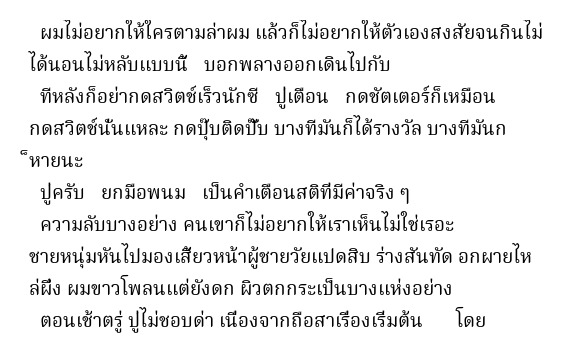 ผมไม่อยากให้ใครตามล่าผม แล้วก็ไม่อยากให้ตัวเองสงสัยจนกินไม่
ได้นอนไม่หลับแบบนี้ บอกพลางออกเดินไปกับ
ทีหลังก็อย่ากดสวิตช์เร็วนักซี ปูเตือน กดชัตเตอร์ก็เหมือน
กดสวิตช์นั่นแหละ กดปุ๊บติดปั๊บ บางทีมันก็ได้รางวัล บางทีมันก
็หายนะ
ปูครับ ยกมือพนม เป็นคำเตือนสติที่มีค่าจริง ๆ
ความลับบางอย่าง คนเขาก็ไม่อยากให้เราเห็นไม่ใช่เรอะ
ชายหนุ่มหันไปมองเสี้ยวหน้าผู้ชายวัยแปดสิบ ร่างสันทัด อกผายไห
ล่ผึ่ง ผมขาวโพลนแต่ยังดก ผิวตกกระเป็นบางแห่งอย่าง
ตอนเช้าตรู่ ปูไม่ชอบด่า เนื่องจากถือสาเรื่องเริ่มต้น โดย